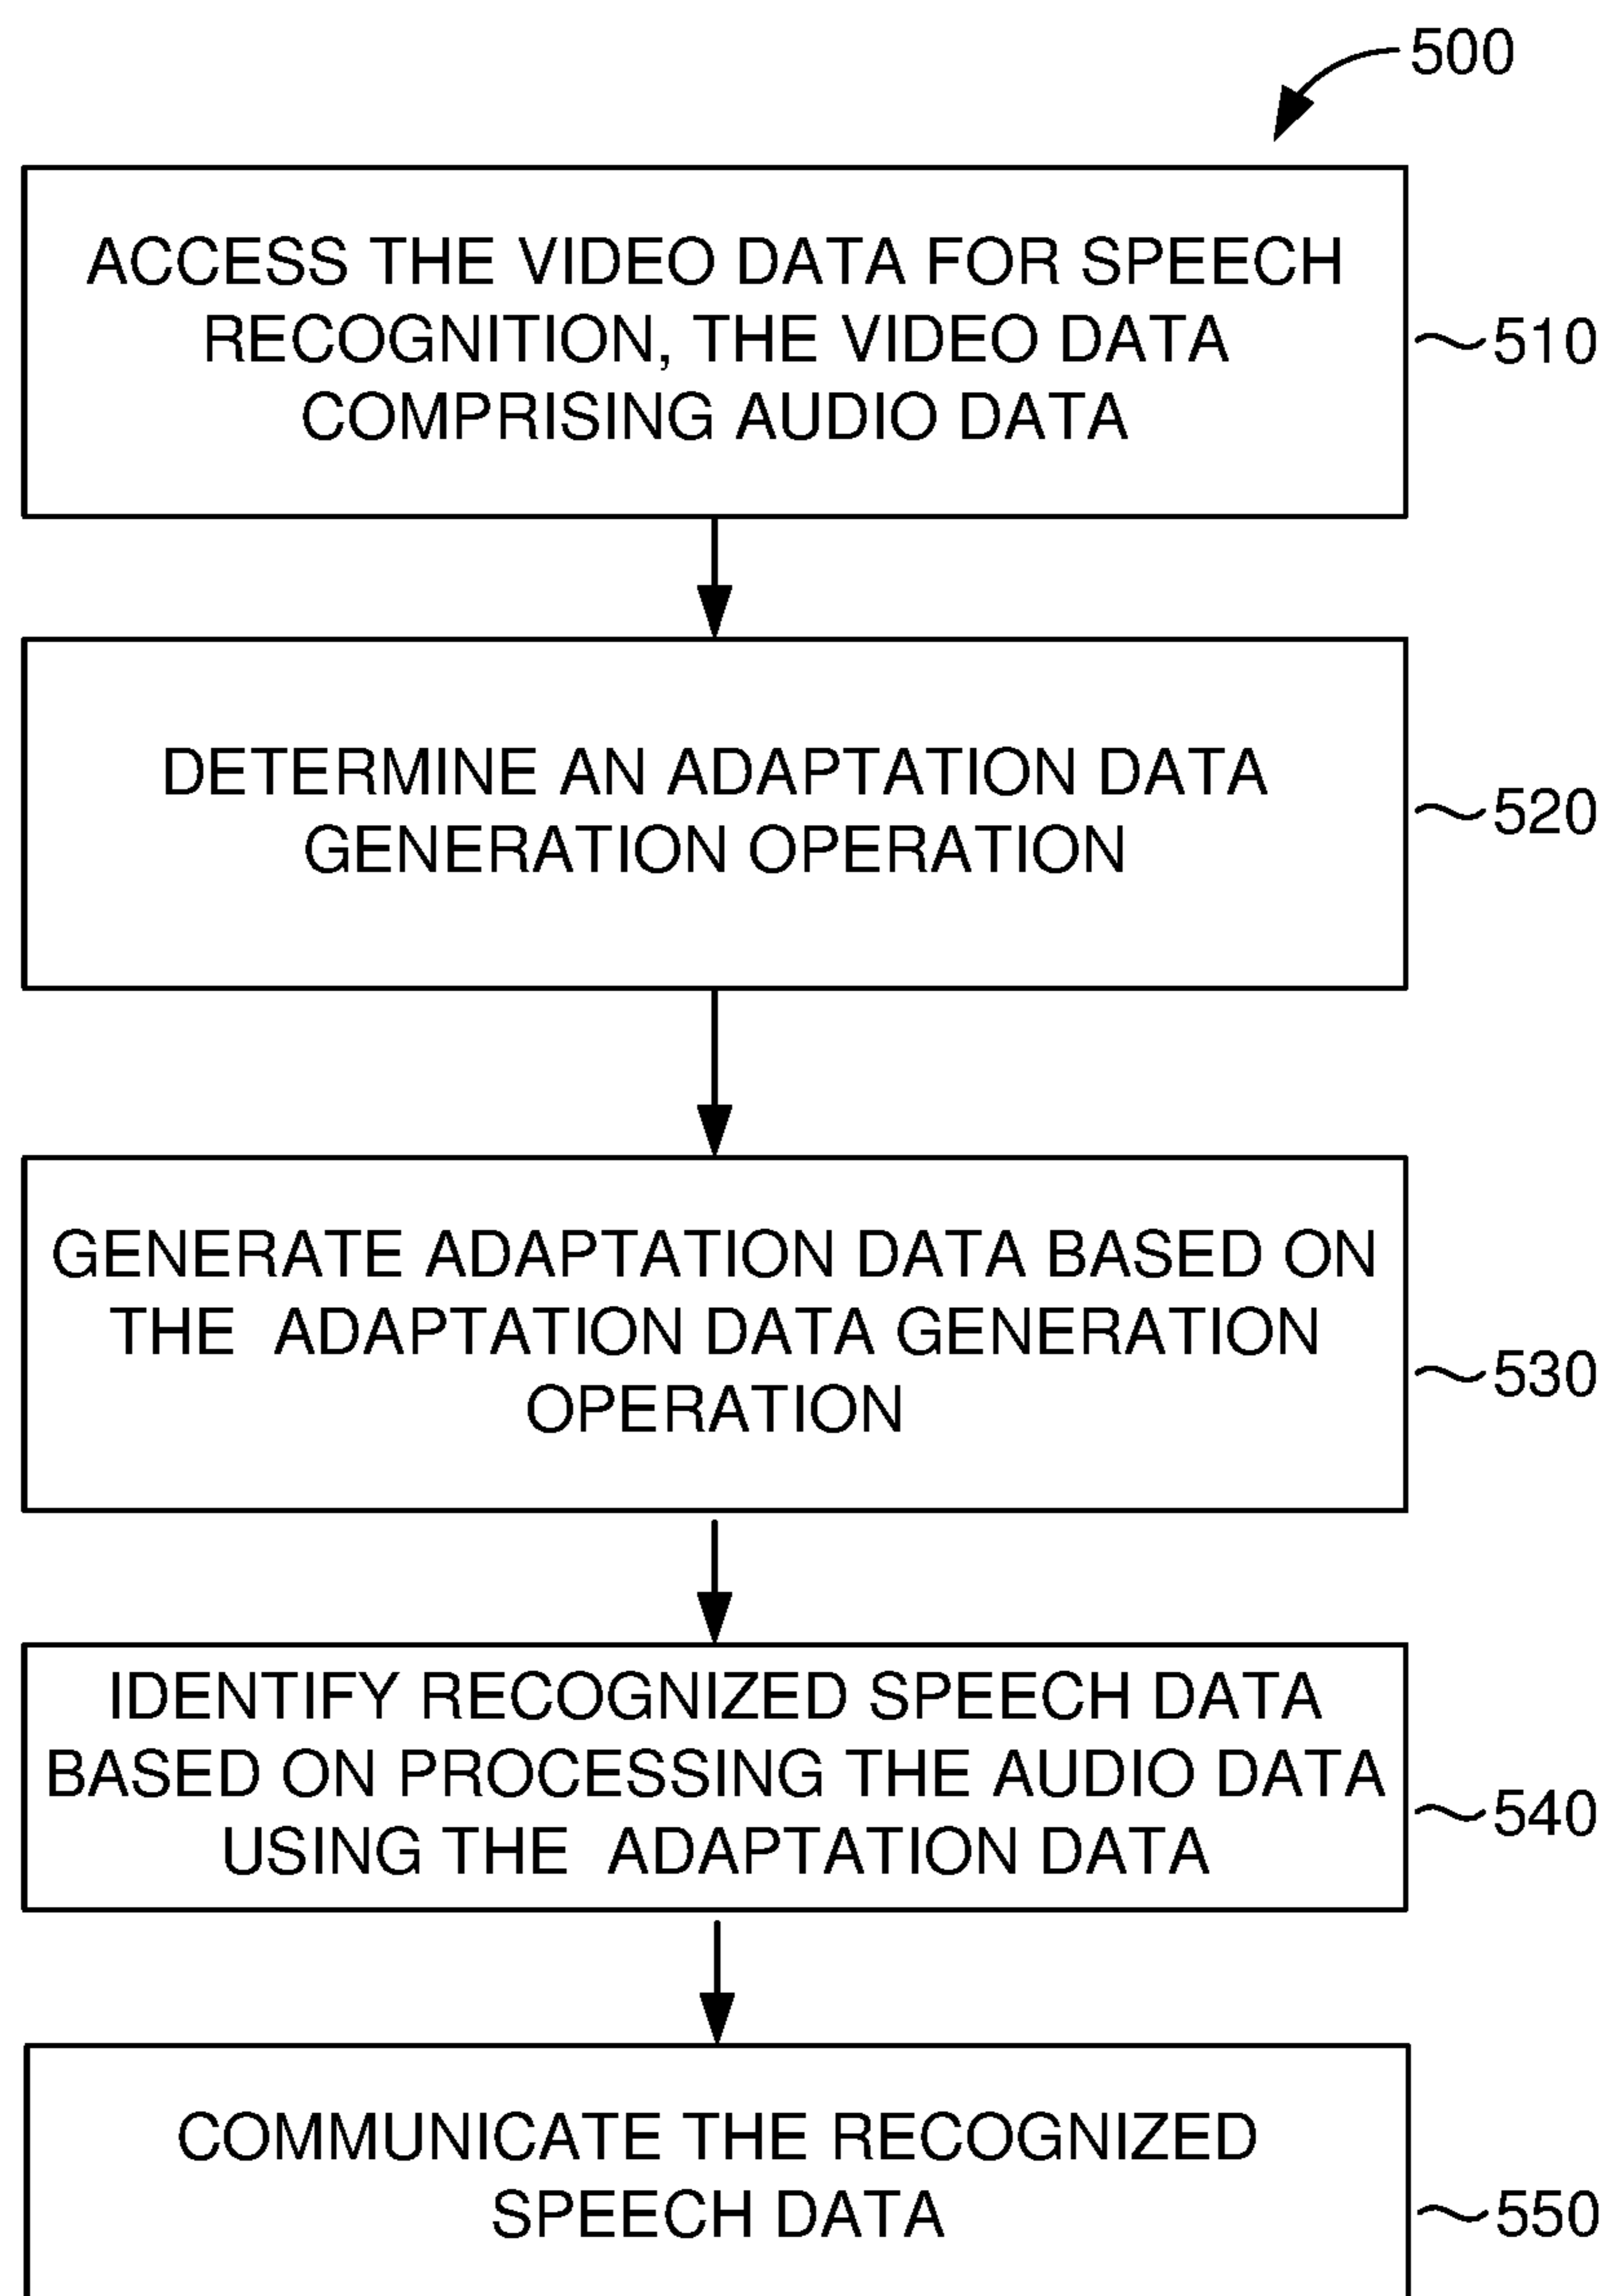 500
ACCESS THE VIDEO DATA FOR SPEECH
RECOGNITION, THE VIDEO DATA
COMPRISING AUDIO DATA
510
DETERMINE AN ADAPTATION DATA
GENERATION OPERATION
520
GENERATE ADAPTATION DATA BASED ON
THE ADAPTATION DATA GENERATION
OPERATION
530
IDENTIFY RECOGNIZED SPEECH DATA
BASED ON PROCESSING THE AUDIO DATA
USING THE ADAPTATION DATA
540
COMMUNICATE THE RECOGNIZED
SPEECH DATA
550